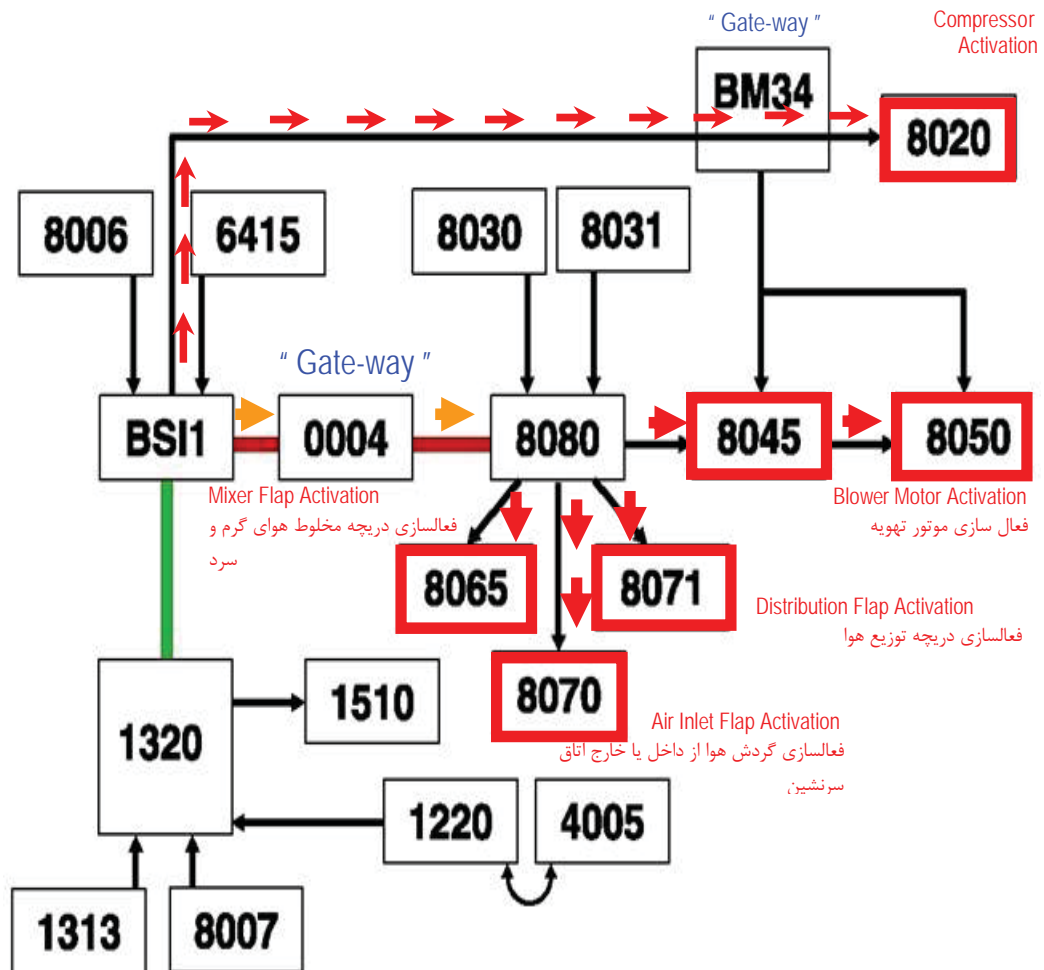 “ Gate-way ”
Compressor
Activation
BM34
8020
8006
6415
8030
8031
“ Gate-way ”
BSI1
0004
8080
8045
8050
Mixer Flap Activation
فعالسازی دریچه مخلوط هوای گرم و
سرد
Blower Motor Activation
فعال سازی موتور تهویه
8065
8071
Distribution Flap Activation
فعالسازی دریچه توزیع هوا
8070
Air Inlet Flap Activation
فعالسازی گردش هوا از داخل یا خارج اتاق
سرنشین
1320
1510
1220
4005
1313
8007